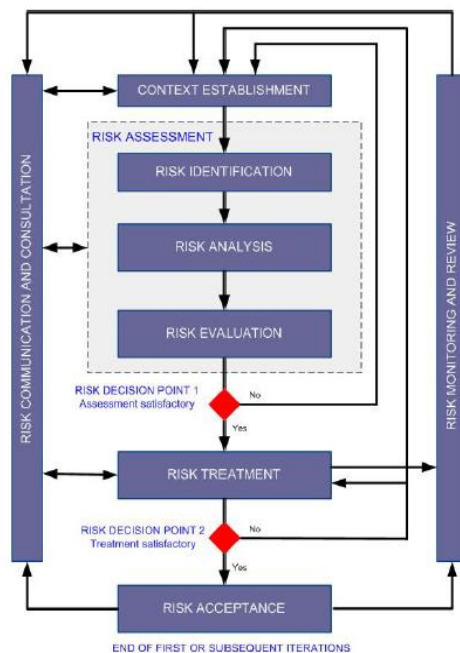 CONTEXT ESTABLISHMENT
RISK ASSESSMENT
RISK IDENTIFICATION
RISK ANALYSIS
RISK EVALUATION
RISK COMMUNICATION AND CONSULTATION
RISK MONITORING AND REVIEW
RISK DECISION POINT 1
Assessment satisfactory
No
Yes
RISK TREATMENT
RISK DECISION POINT 2
Treatment satisfactory
No
Yes
RISK ACCEPTANCE
END OF FIRST OR SUBSEQUENT ITERATIONS